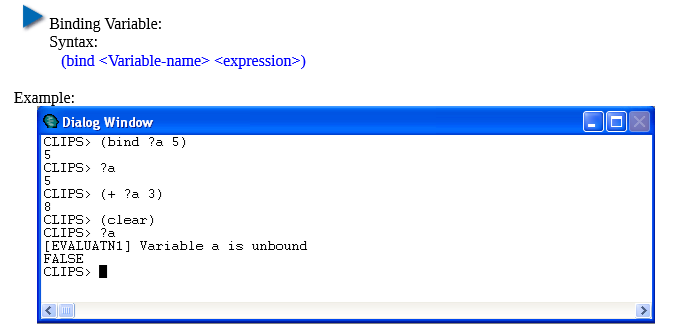 Binding Variable:
Syntax:
(bind <Variable-name> <expression>)
Example:
Dialog Window
CLIPS> (bind ?a 5)
5
CLIPS> ?a
5
CLIPS> (+ ?a 3)
8
CLIPS> (clear)
CLIPS> ?a
[EVALUATN1] Variable a is unbound
FALSE
CLIPS>